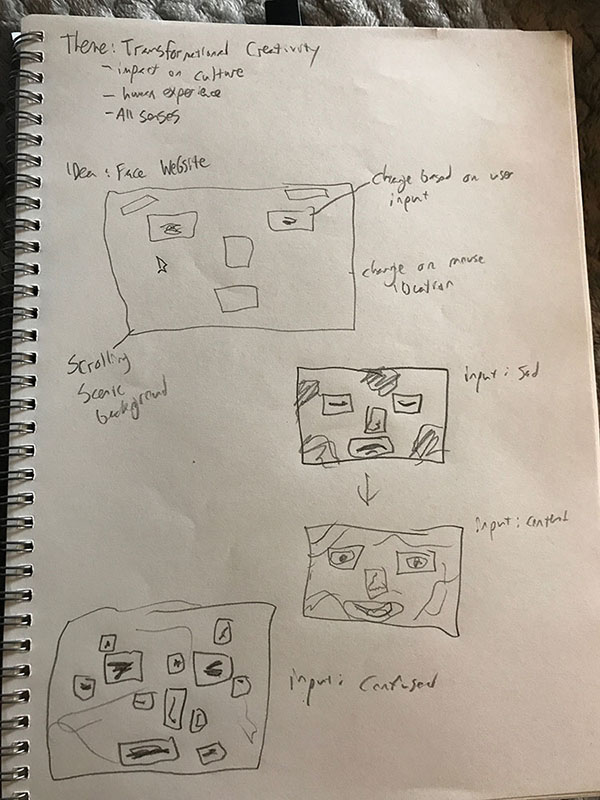 Theme: Transformational Creativity
- impact on culture
- human experience
- All senses
IDea: Face Website
Change based on user
input
Change on mouse
location
Scrolling
Scenic
background
input: Sad
input: content
input: Confused